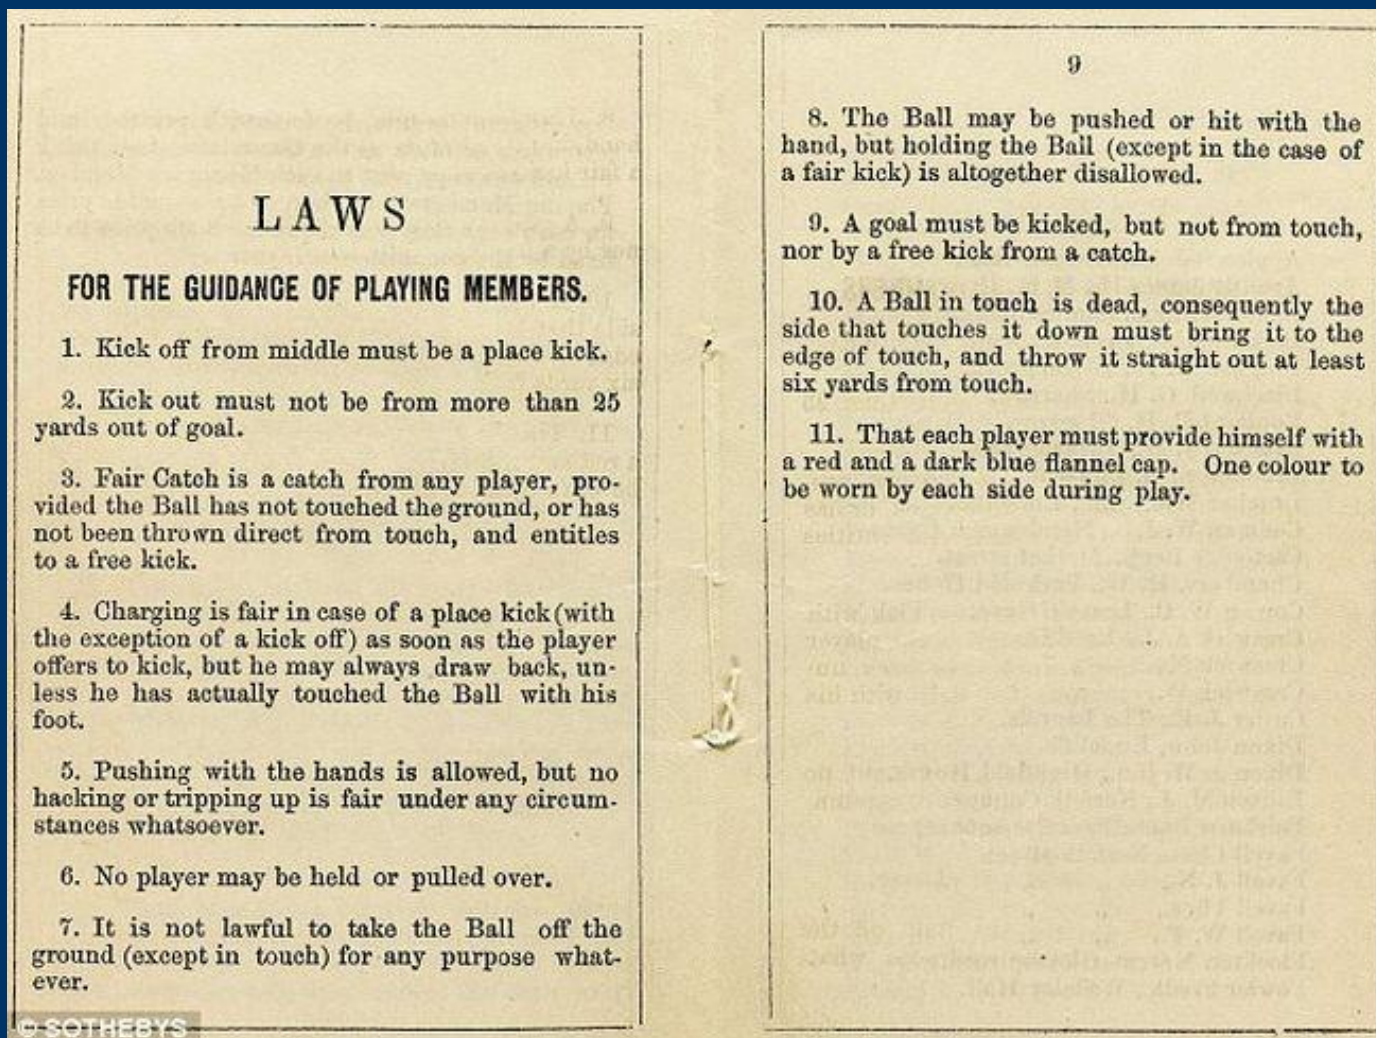 LAWS
FOR THE GUIDANCE OF PLAYING MEMBERS.
1. Kick off from middle must be a place kick.
2. Kick out must not be from more than 25
yards out of goal.
3. Fair Catch is a catch from any player, pro-
vided the Ball has not touched the ground, or has
not been thrown direct from touch, and entitles
to a free kick.
4. Charging is fair in case of a place kick (with
the exception of a kick off) as soon as the player
offers to kick, but he may always draw back, un-
less he has actually touched the Ball with his
foot.
5. Pushing with the hands is allowed, but no
hacking or tripping up is fair under any circum-
stances whatsoever.
6. No player may be held or pulled over.
7. It is not lawful to take the Ball off the
ground (except in touch) for any purpose what-
ever.
© SOTHEBYS
9
8. The Ball may be pushed or hit with the
hand, but holding the Ball (except in the case of
a fair kick) is altogether disallowed.
9. A goal must be kicked, but not from touch,
nor by a free kick from a catch.
10. A Ball in touch is dead, consequently the
side that touches it down must bring it to the
edge of touch, and throw it straight out at least
six yards from touch.
11. That each player must provide himself with
a red and a dark blue flannel cap. One colour to
be worn by each side during play.